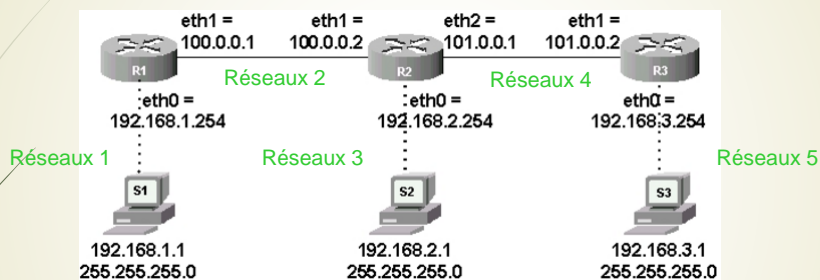 eth1 =
100.0.0.1
eth1 =
100.0.0.2
eth2 =
101.0.0.1
eth1 =
101.0.0.2
R1
R2
R3
Réseaux 2
Réseaux 4
eth0 =
192.168.1.254
eth0 =
192.168.2.254
eth0 =
192.168.3.254
Réseaux 1
Réseaux 3
Réseaux 5
S1
S2
S3
192.168.1.1
255.255.255.0
192.168.2.1
255.255.255.0
192.168.3.1
255.255.255.0